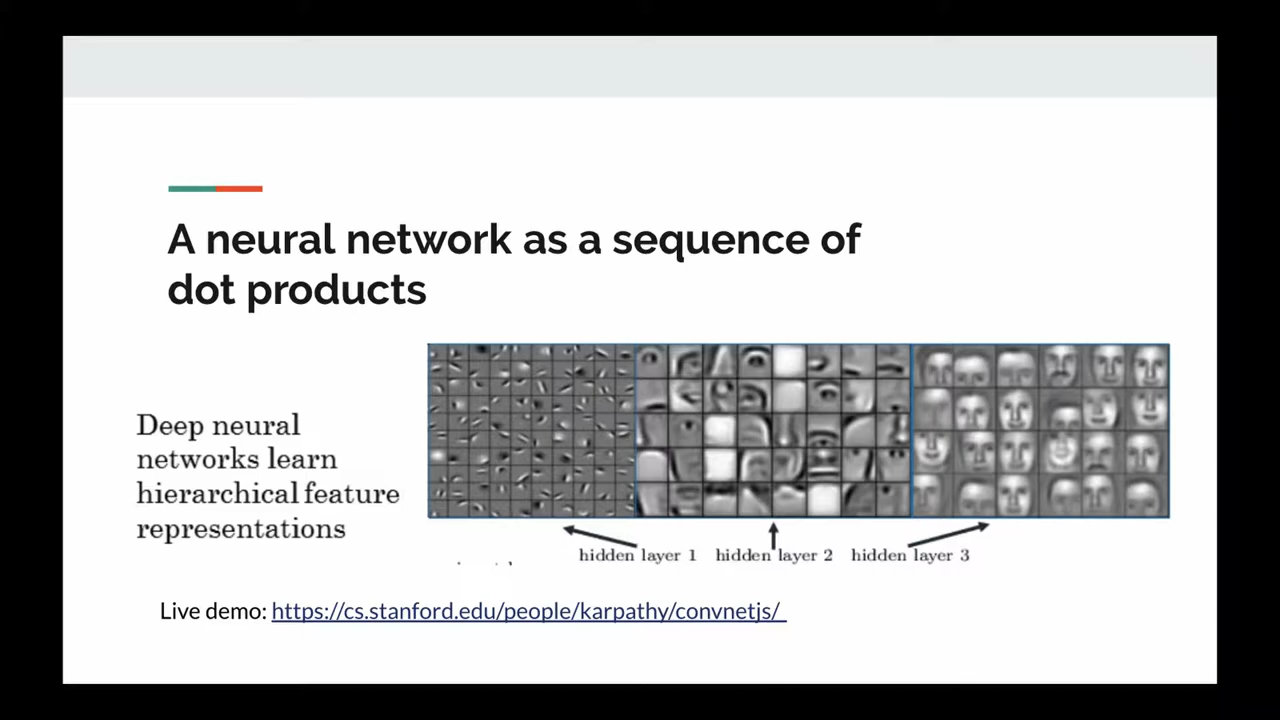 A neural network as a sequence of
dot products
Deep neural
networks learn
hierarchical feature
representations
hidden layer 1
hidden layer 2
hidden layer 3
Live demo: https://cs.stanford.edu/people/karpathy/convnetjs/